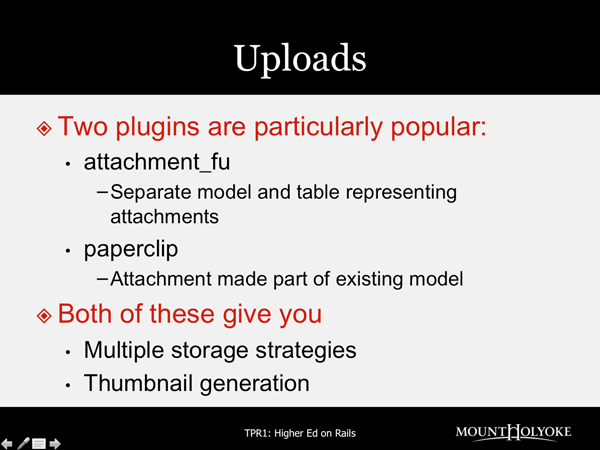 Uploads
Two plugins are particularly popular:
attachment_fu
–Separate model and table representing
attachments
paperclip
–Attachment made part of existing model
Both of these give you
Multiple storage strategies
Thumbnail generation
TPR1: Higher Ed on Rails
MOUNT HOLYOKE